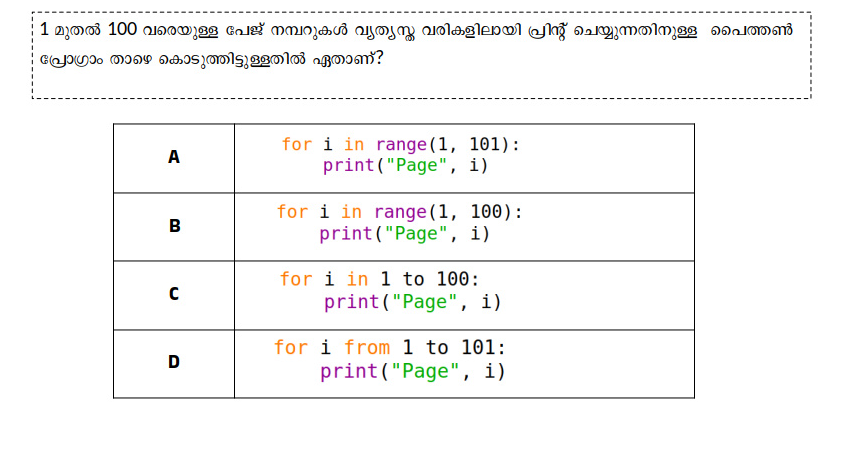 1 മുതൽ 100 വരെയുള്ള പേജ് നമ്പറുകൾ വ്യത്യസ്ത വരികളിലായി പ്രിന്റ് ചെയ്യുന്നതിനുള്ള പൈത്തൺ
പ്രോഗ്രാം താഴെ കൊടുത്തിട്ടുള്ളതിൽ ഏതാണ്?
A
for i in range(1, 101):
print("Page", i)
B
for i in range(1, 100):
print("Page", i)
C
for i in 1 to 100:
print("Page", i)
D
for i from 1 to 101:
print("Page", i)